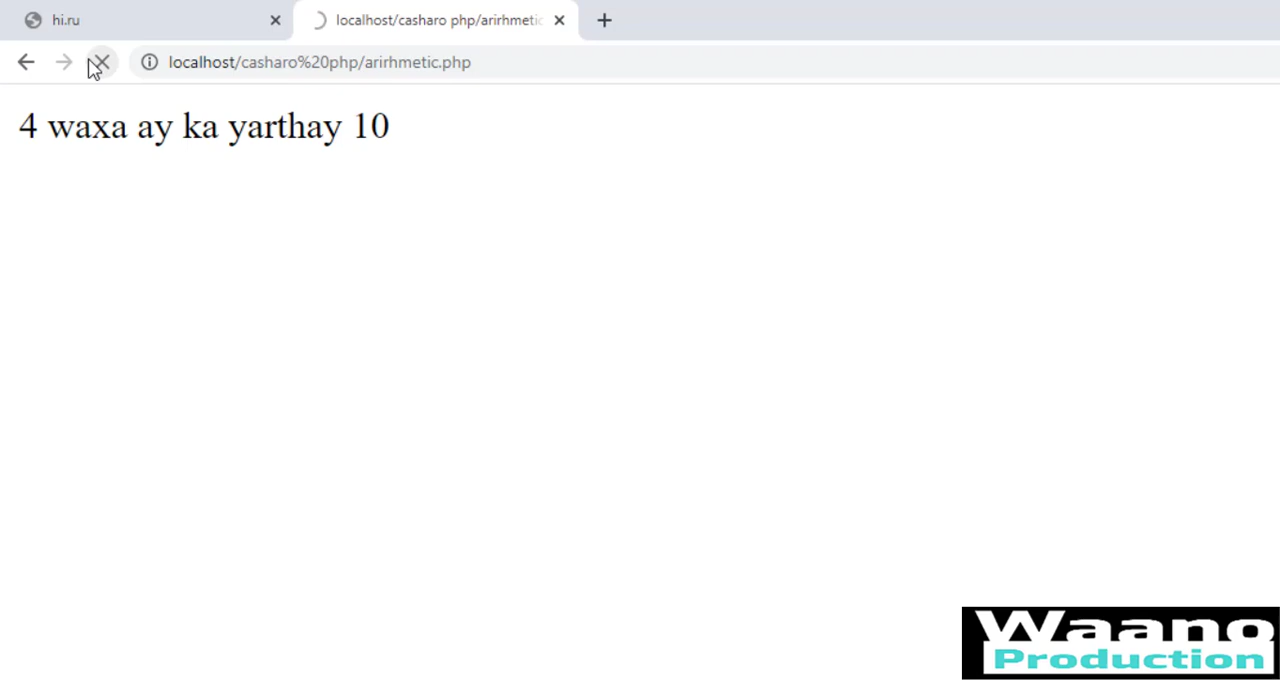 hi.ru
localhost/casharo php/arirhmetic
localhost/casharo%20php/arirhmetic.php
4 waxa ay ka yarthay 10
Waano
Production